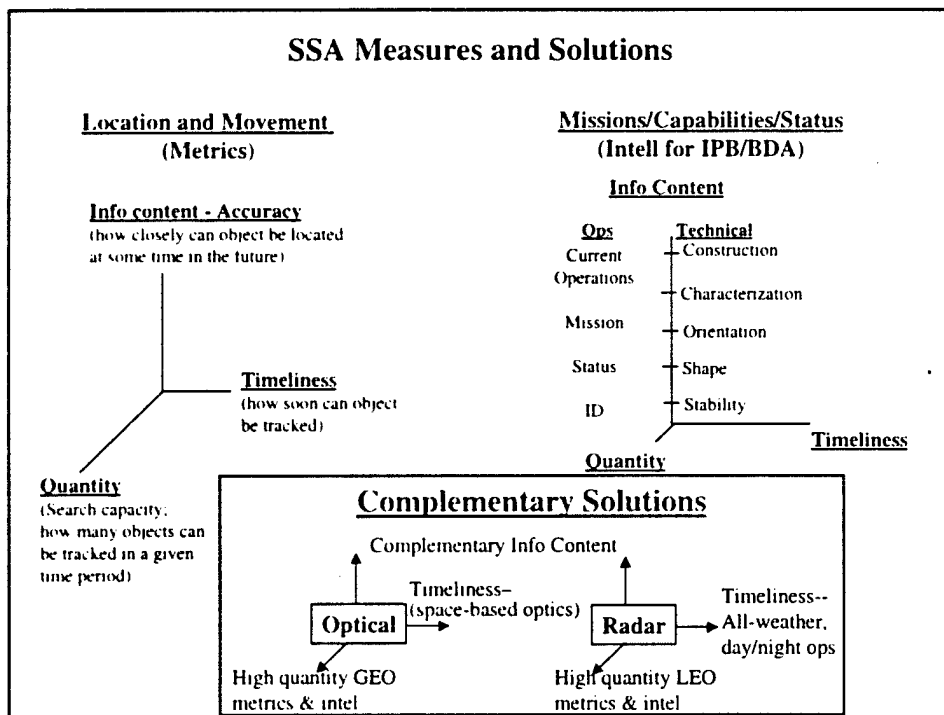 SSA Measures and Solutions
Location and Movement
(Metrics)
Info content - Accuracy
(how closely can object be located
at some time in the future)
Timeliness
(how soon can object
be tracked)
Quantity
(Search capacity;
how many objects can
be tracked in a given
time period)
Missions/Capabilities/Status
(Intell for IPB/BDA)
Info Content
Ops
Technical
Current
Operations
Construction
Characterization
Mission
Orientation
Status
Shape
ID
Stability
Timeliness
Quantity
Complementary Solutions
Complementary Info Content
Timeliness–
(space-based optics)
Optical
High quantity GEO
metrics & intel
Radar
Timeliness--
All-weather,
day/night ops
High quantity LEO
metrics & intel